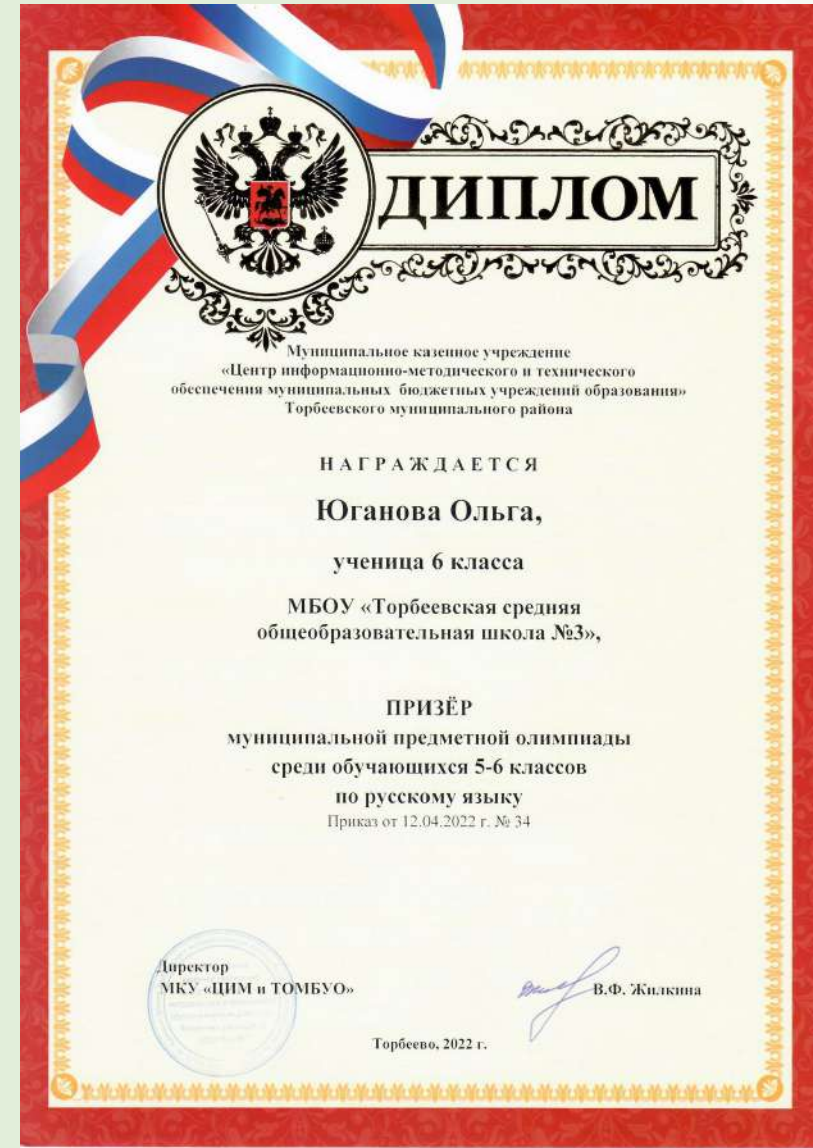 ДИПЛОМ
Муниципальное казенное учреждение
«Центр информационно-методического и технического
обеспечения муниципальных бюджетных учреждений образования»
Торбеевского муниципального района
НАГРАЖДАЕТСЯ
Юганова Ольга,
ученица 6 класса
МБОУ «Торбеевская средняя
общеобразовательная школа №3»,
ПРИЗЁР
муниципальной предметной олимпиады
среди обучающихся 5-6 классов
по русскому языку
Приказ от 12.04.2022 г. № 34
Директор
МКУ «ЦИМ и ТОМБУО»
В.Ф. Жилкина
Торбеево, 2022 г.